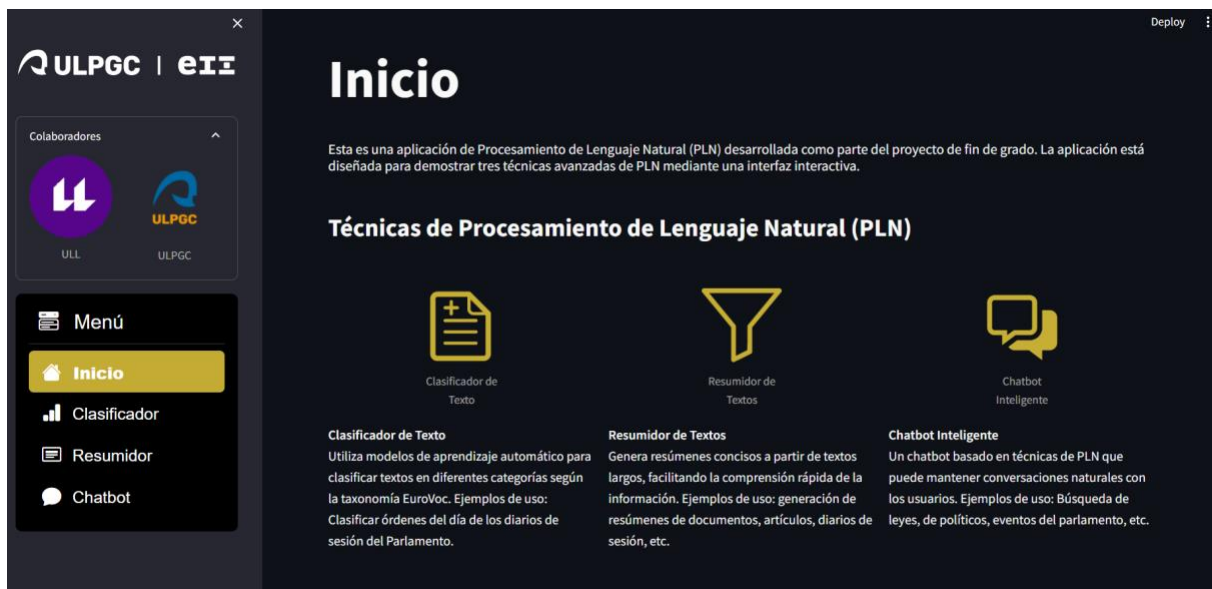 ULPGC | eII
Colaboradores
ULPGC
ULL
ULPGC
Menú
Inicio
Clasificador
Resumidor
Chatbot
Deploy
Inicio
Esta es una aplicación de Procesamiento de Lenguaje Natural (PLN) desarrollada como parte del proyecto de fin de grado. La aplicación está
diseñada para demostrar tres técnicas avanzadas de PLN mediante una interfaz interactiva.
Técnicas de Procesamiento de Lenguaje Natural (PLN)
Clasificador de
Texto
Resumidor de
Textos
Chatbot
Inteligente
Clasificador de Texto
Utiliza modelos de aprendizaje automático para
clasificar textos en diferentes categorías según
la taxonomía EuroVoc. Ejemplos de uso:
Clasificar órdenes del día de los diarios de
sesión del Parlamento.
Resumidor de Textos
Genera resúmenes concisos a partir de textos
largos, facilitando la comprensión rápida de la
información. Ejemplos de uso: generación de
resúmenes de documentos, artículos, diarios de
sesión, etc.
Chatbot Inteligente
Un chatbot basado en técnicas de PLN que
puede mantener conversaciones naturales con
los usuarios. Ejemplos de uso: Búsqueda de
leyes, de políticos, eventos del parlamento, etc.